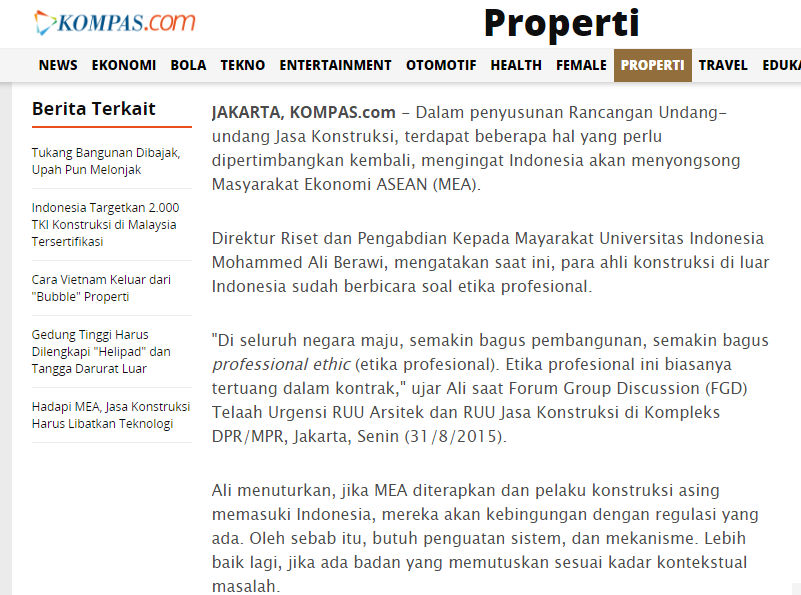 KOMPAS.com
Properti
NEWS EKONOMI BOLA TEKNO ENTERTAINMENT OTOMOTIF HEALTH FEMALE PROPERTI TRAVEL EDUKA
Berita Terkait
Tukang Bangunan Dibajak,
Upah Pun Melonjak
Indonesia Targetkan 2.000
TKI Konstruksi di Malaysia
Tersertifikasi
Cara Vietnam Keluar dari
"Bubble" Properti
Gedung Tinggi Harus
Dilengkapi "Helipad" dan
Tangga Darurat Luar
Hadapi MEA, Jasa Konstruksi
Harus Libatkan Teknologi
JAKARTA, KOMPAS.com - Dalam penyusunan Rancangan Undang-
undang Jasa Konstruksi, terdapat beberapa hal yang perlu
dipertimbangkan kembali, mengingat Indonesia akan menyongsong
Masyarakat Ekonomi ASEAN (MEA).
Direktur Riset dan Pengabdian Kepada Mayarakat Universitas Indonesia
Mohammed Ali Berawi, mengatakan saat ini, para ahli konstruksi di luar
Indonesia sudah berbicara soal etika profesional.
"Di seluruh negara maju, semakin bagus pembangunan, semakin bagus
professional ethic (etika profesional). Etika profesional ini biasanya
tertuang dalam kontrak," ujar Ali saat Forum Group Discussion (FGD)
Telaah Urgensi RUU Arsitek dan RUU Jasa Konstruksi di Kompleks
DPR/MPR, Jakarta, Senin (31/8/2015).
Ali menuturkan, jika MEA diterapkan dan pelaku konstruksi asing
memasuki Indonesia, mereka akan kebingungan dengan regulasi yang
ada. Oleh sebab itu, butuh penguatan sistem, dan mekanisme. Lebih
baik lagi, jika ada badan yang memutuskan sesuai kadar kontekstual
masalah.